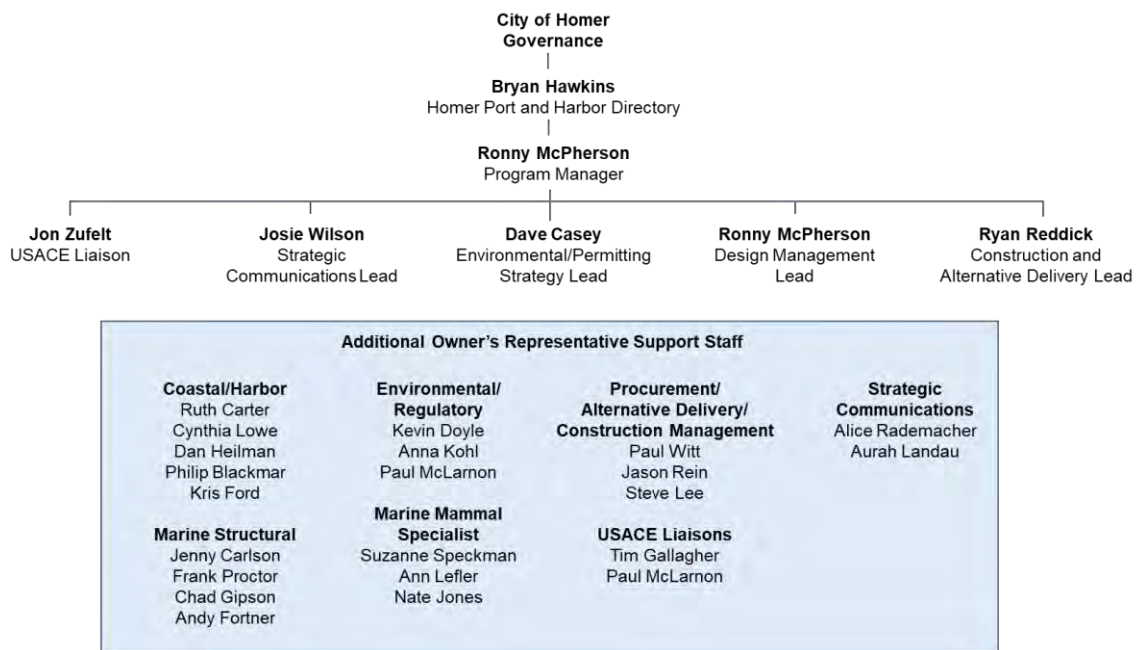 City of Homer
Governance
Bryan Hawkins
Homer Port and Harbor Directory
Ronny McPherson
Program Manager
Jon Zufelt
USACE Liaison
Josie Wilson
Strategic
Communications Lead
Dave Casey
Environmental/Permitting
Strategy Lead
Ronny McPherson
Design Management
Lead
Ryan Reddick
Construction and
Alternative Delivery Lead
Additional Owner's Representative Support Staff
Coastal/Harbor
Ruth Carter
Cynthia Lowe
Dan Heilman
Philip Blackmar
Kris Ford
Marine Structural
Jenny Carlson
Frank Proctor
Chad Gipson
Andy Fortner
Environmental/
Regulatory
Kevin Doyle
Anna Kohl
Paul McLarnon
Marine Mammal
Specialist
Suzanne Speckman
Ann Lefler
Nate Jones
Procurement/
Alternative Delivery/
Construction Management
Paul Witt
Jason Rein
Steve Lee
USACE Liaisons
Tim Gallagher
Paul McLarnon
Strategic
Communications
Alice Rademacher
Aurah Landau